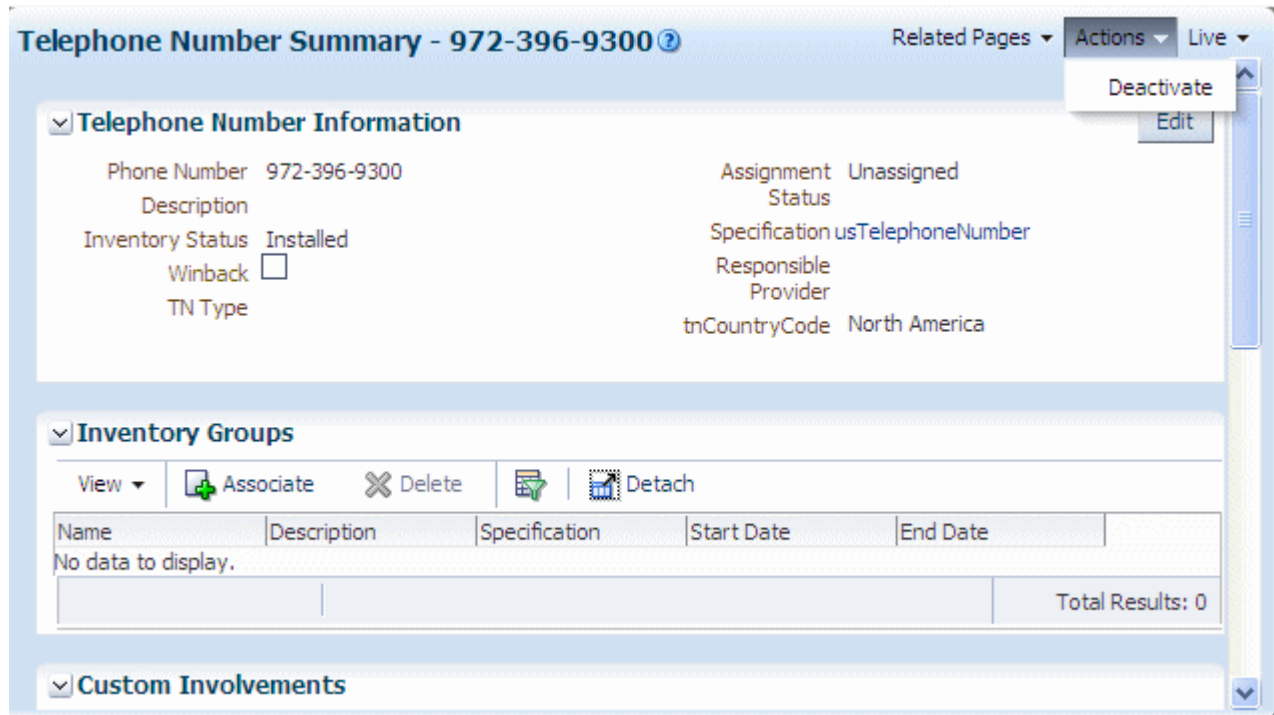 Telephone Number Summary - 972-396-9300
Related Pages Actions Live
Deactivate
Telephone Number Information
Edit
Phone Number 972-396-9300
Description
Inventory Status Installed
Winback
TN Type
Assignment Status Unassigned
Specification usTelephoneNumber
Responsible Provider
tnCountryCode North America
Inventory Groups
View Associate Delete Detach
Name Description Specification Start Date End Date
No data to display.
Total Results: 0
Custom Involvements